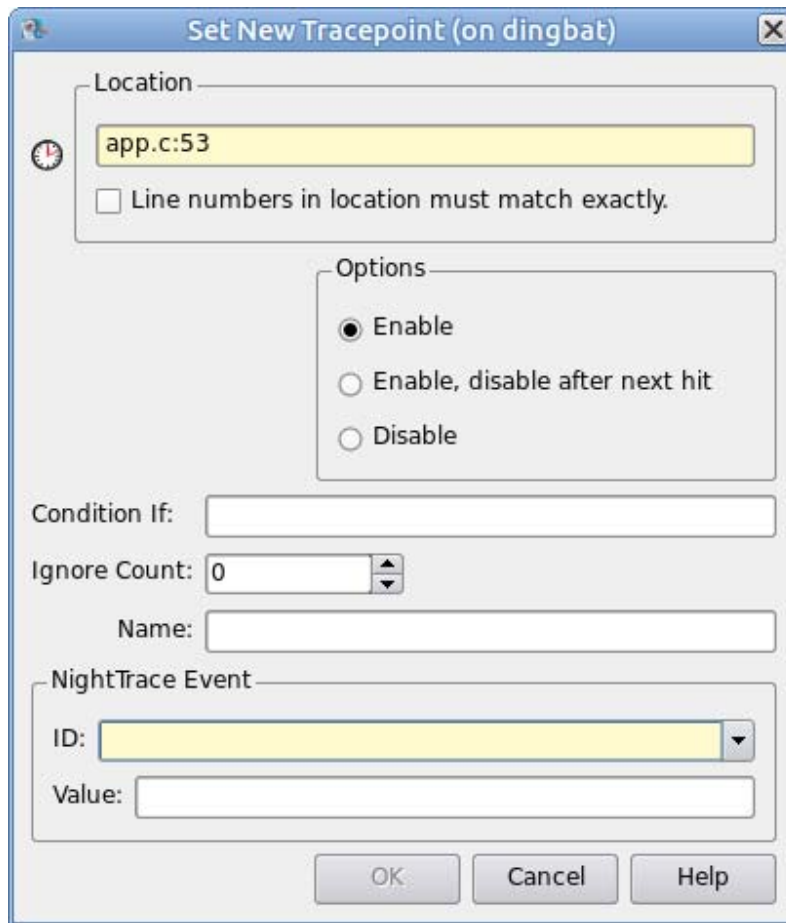 Set New Tracepoint (on dingbat)
Location
app.c:53
Line numbers in location must match exactly.
Options
Enable
Enable, disable after next hit
Disable
Condition If:
Ignore Count: 0
Name:
NightTrace Event
ID:
Value:
OK Cancel Help